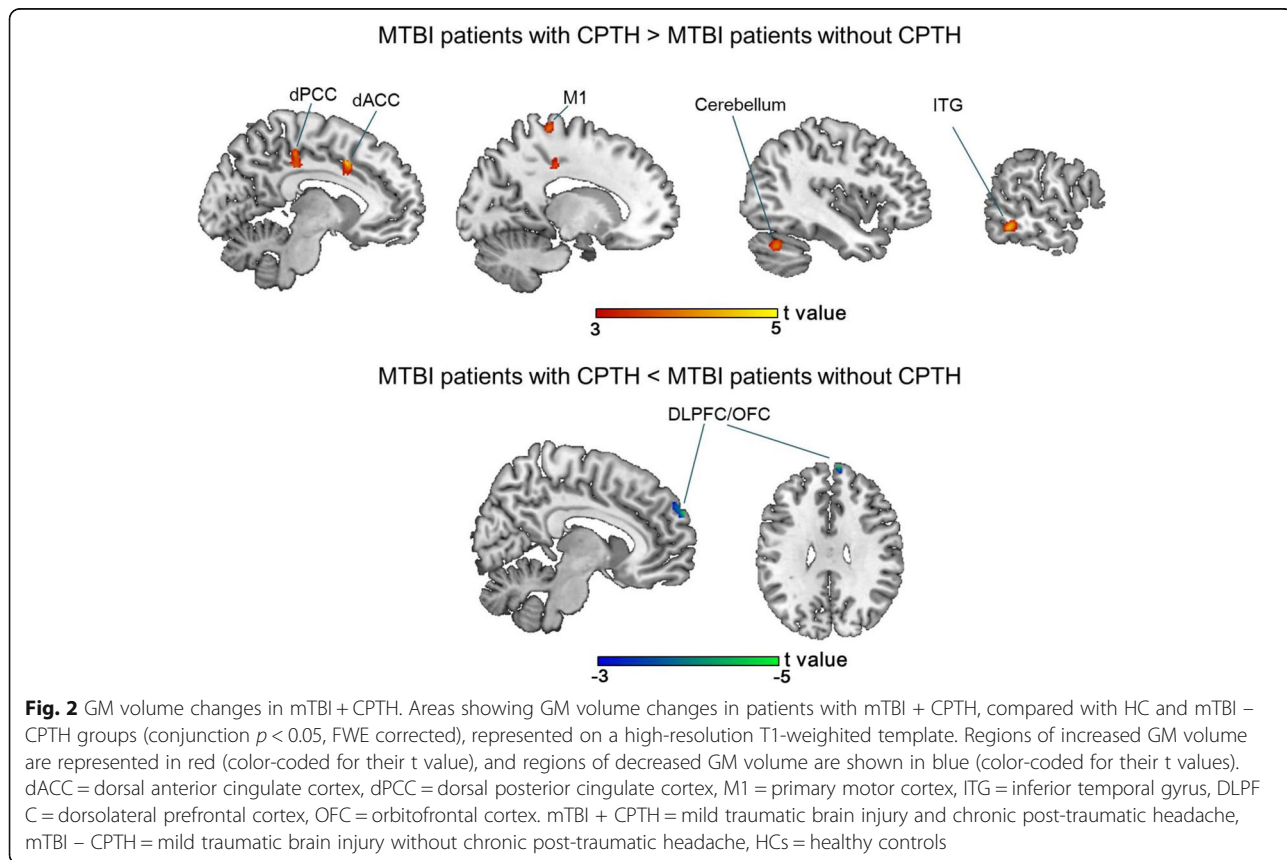 MTBI patients with CPTH > MTBI patients without CPTH
dPCC
dACC
M1
Cerebellum
ITG
t value
3
5
MTBI patients with CPTH < MTBI patients without CPTH
DLPFC/OFC
t value
-3
-5
Fig. 2 GM volume changes in mTBI + CPTH. Areas showing GM volume changes in patients with mTBI + CPTH, compared with HC and mTBI –
CPTH groups (conjunction p < 0.05, FWE corrected), represented on a high-resolution T1-weighited template. Regions of increased GM volume
are represented in red (color-coded for their t value), and regions of decreased GM volume are shown in blue (color-coded for their t values).
dACC = dorsal anterior cingulate cortex, dPCC = dorsal posterior cingulate cortex, M1 = primary motor cortex, ITG = inferior temporal gyrus, DLPF
C = dorsolateral prefrontal cortex, OFC = orbitofrontal cortex. mTBI + CPTH = mild traumatic brain injury and chronic post-traumatic headache,
mTBI – CPTH = mild traumatic brain injury without chronic post-traumatic headache, HCs = healthy controls